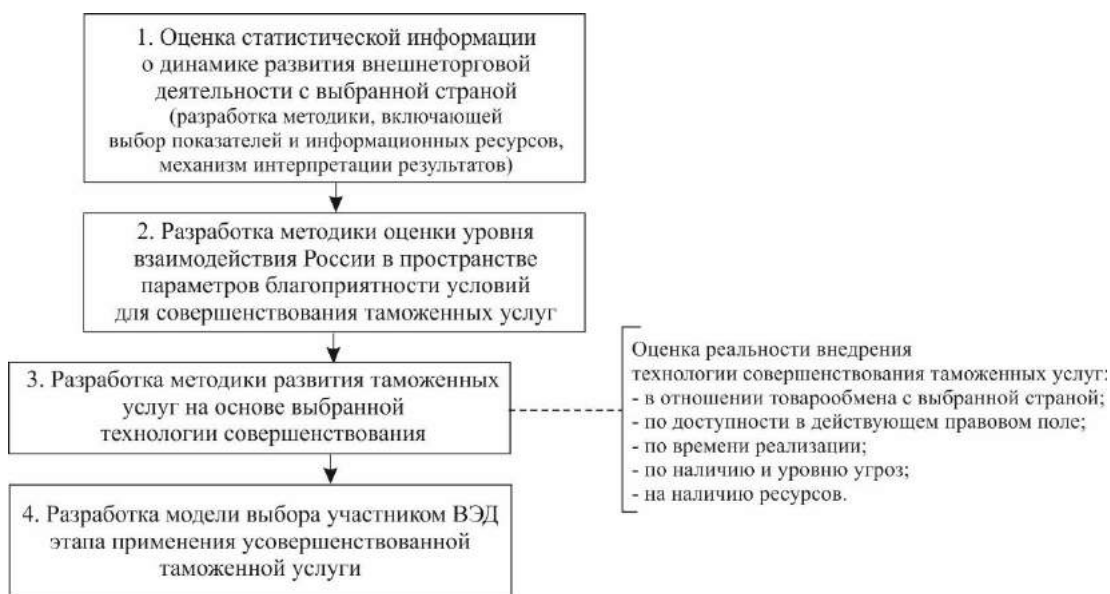 1. Оценка статистической информации
о динамике развития внешнеторговой
деятельности с выбранной страной
(разработка методики, включающей
выбор показателей и информационных ресурсов,
механизм интерпретации результатов)
2. Разработка методики оценки уровня
взаимодействия России в пространстве
параметров благоприятности условий
для совершенствования таможенных услуг
3. Разработка методики развития таможенных
услуг на основе выбранной
технологии совершенствования
Оценка реальности внедрения
технологии совершенствования таможенных услуг:
- в отношении товарообмена с выбранной страной;
- по доступности в действующем правовом поле;
- по времени реализации;
- по наличию и уровню угроз;
- на наличию ресурсов.
4. Разработка модели выбора участником ВЭД
этапа применения усовершенствованной
таможенной услуги